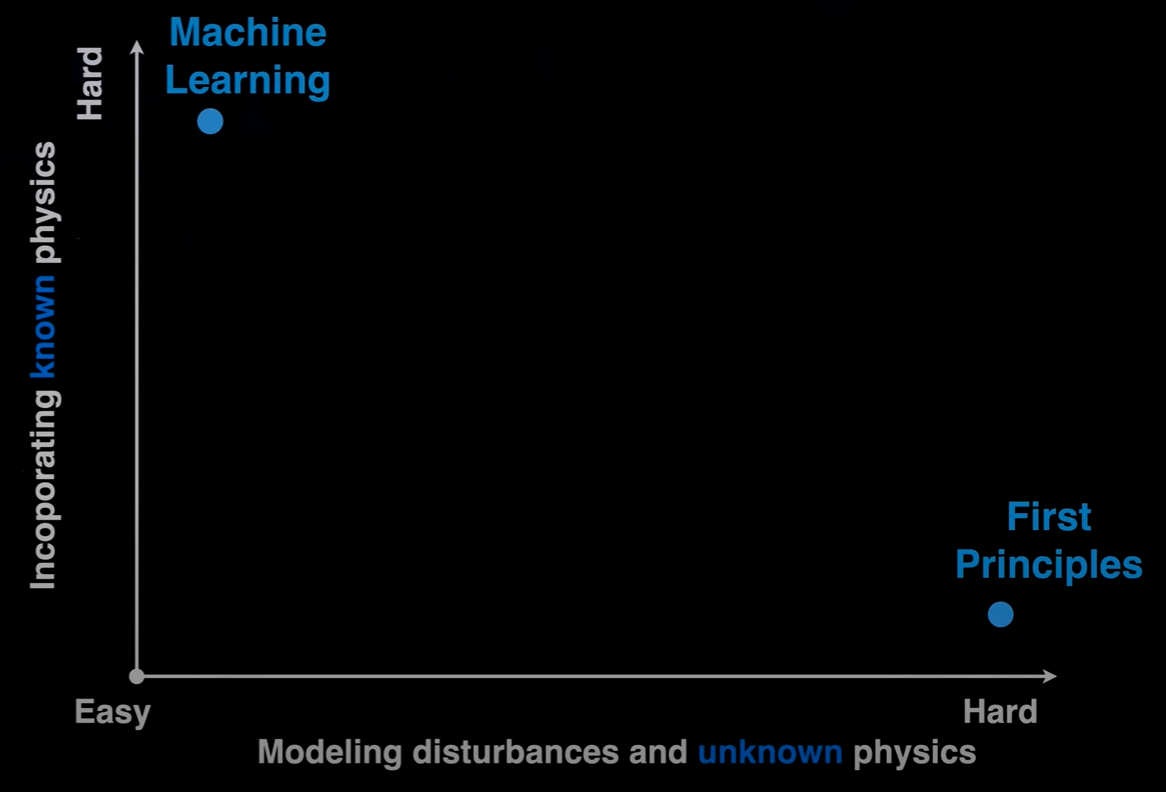 Machine
Learning
Hard
Incoporating known physics
First
Principles
Easy
Hard
Modeling disturbances and unknown physics